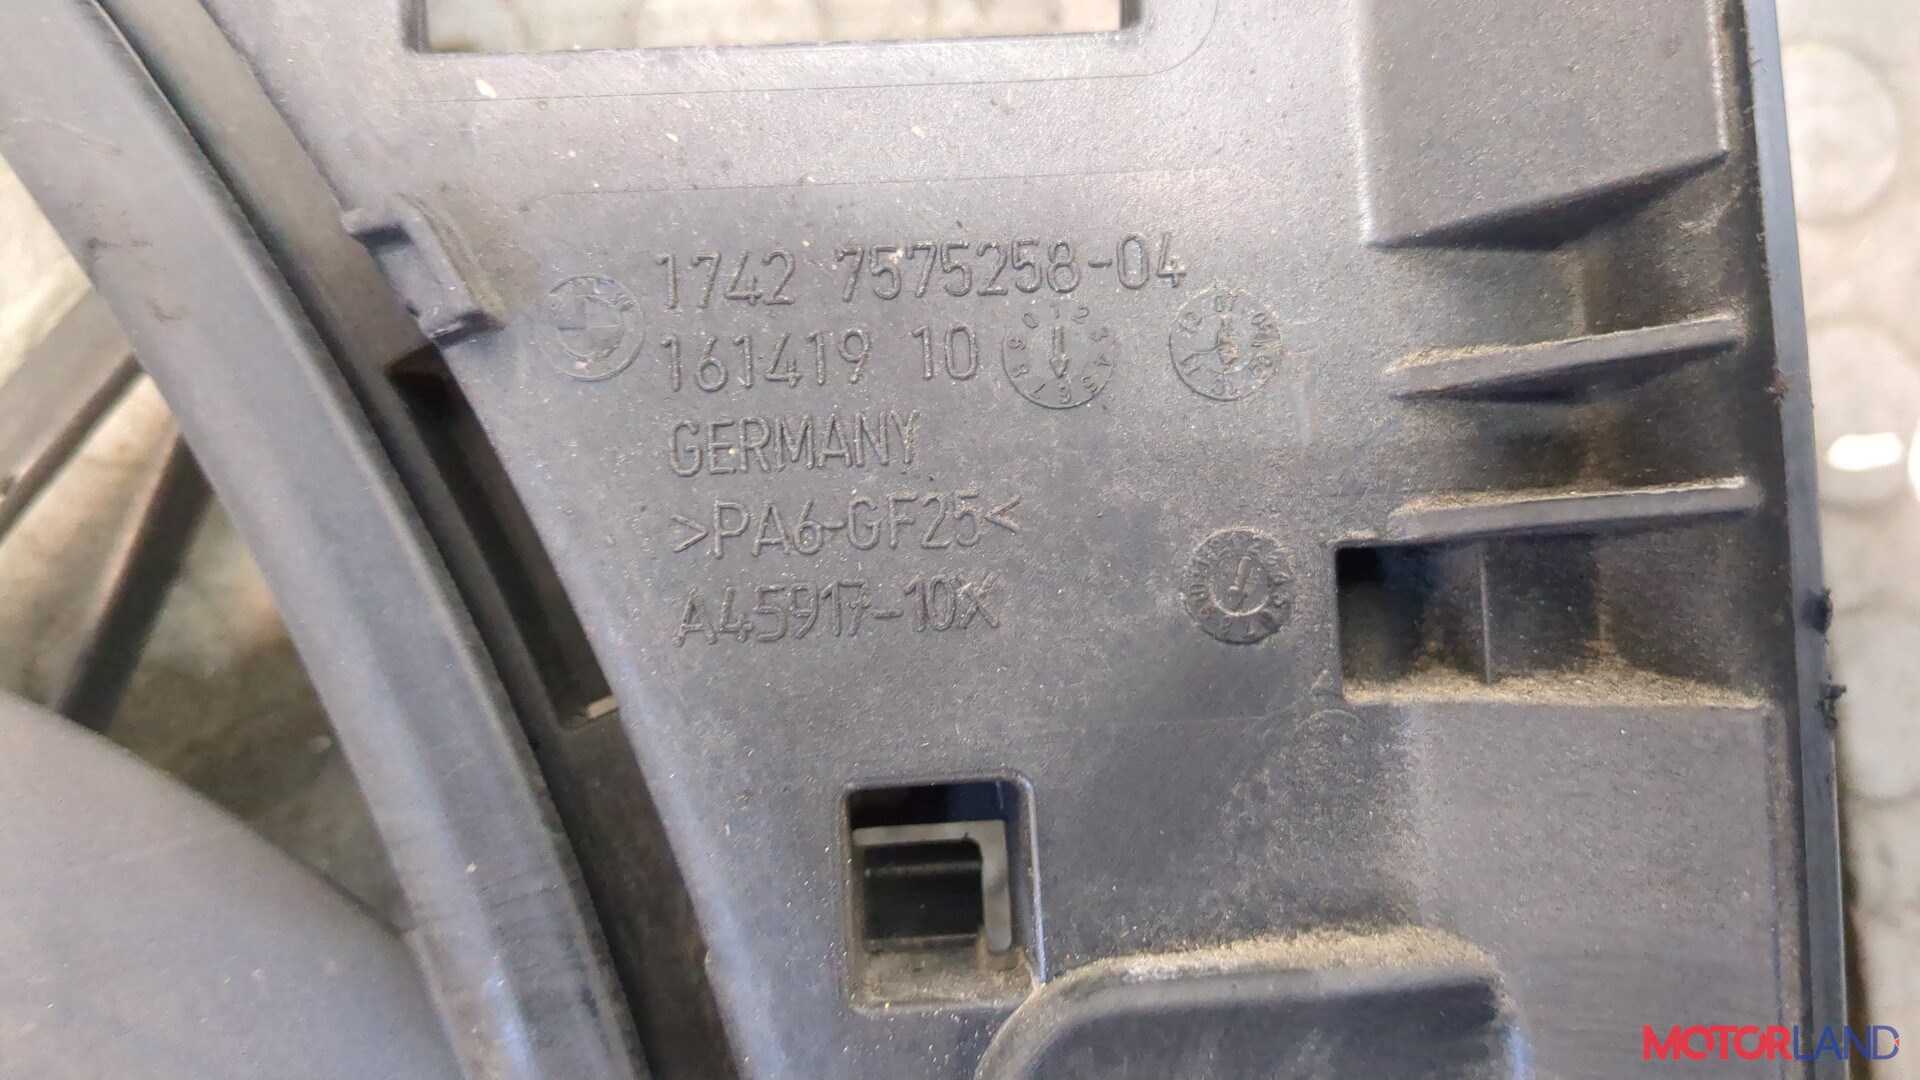 1742 7575258-04
161419 10
GERMANY
>PA6-GF25<
A45917-10X
MOTORLAND